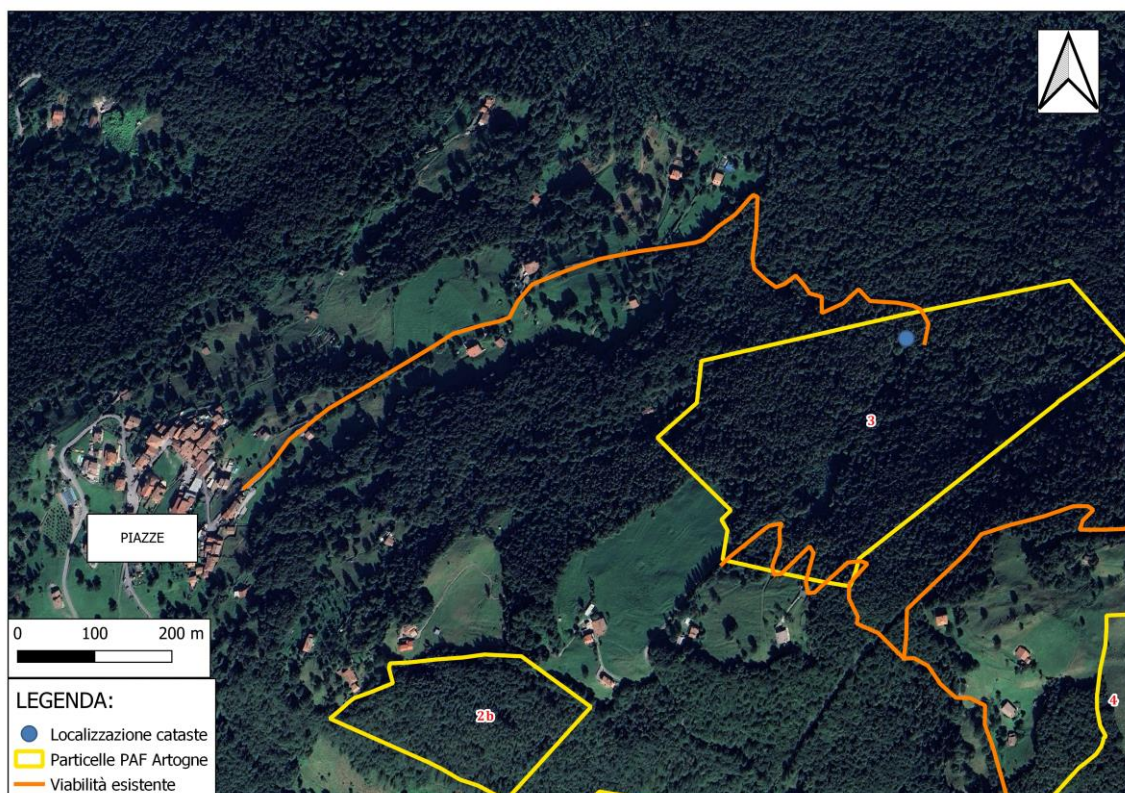 3
PIAZZE
0 100 200 m
2b
4
LEGENDA:
Localizzazione cataste
Particelle PAF Artogne
Viabilità esistente